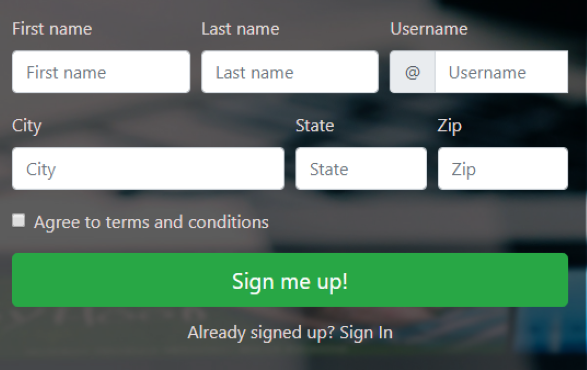 First name Last name Username
First name Last name @ Username
City State Zip
City State Zip
Agree to terms and conditions
Sign me up!
Already signed up? Sign In